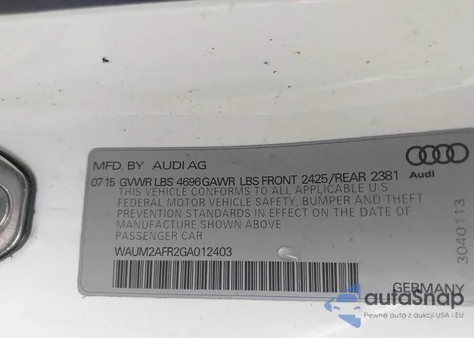 MFD. BY AUDI AG
07 15 GVWR LBS 4696 GAWR LBS FRONT 2425/REAR 2381
THIS VEHICLE CONFORMS TO ALL APPLICABLE U S
FEDERAL MOTOR VEHICLE SAFETY, BUMPER AND THEFT
PREVENTION STANDARDS IN EFFECT ON THE DATE OF
MANUFACTURE SHOWN ABOVE
PASSENGER CAR
WAUM2AFR2GA012403
Audi
3040113
GERMANY
autoSnap
Pewne auta z dostawą z USA i EU